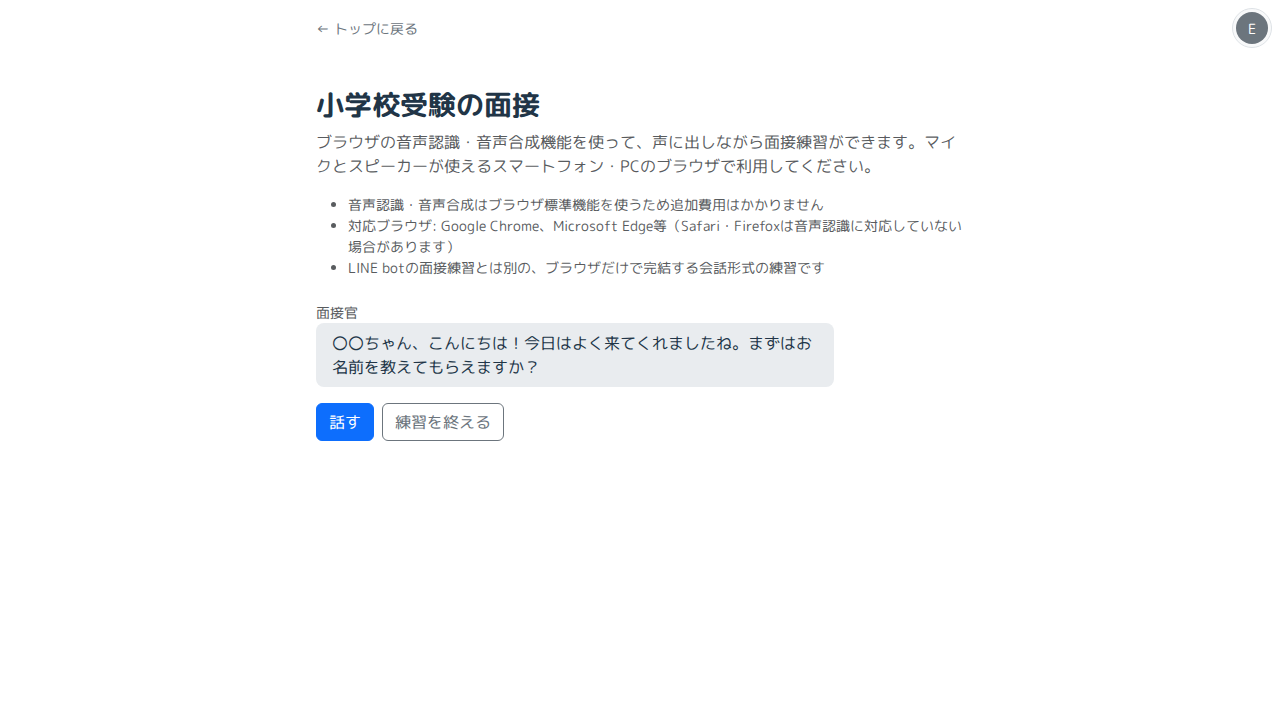 ← トップに戻る
E
小学校受験の面接
ブラウザの音声認識・音声合成機能を使って、声に出しながら面接練習ができます。マイ
クとスピーカーが使えるスマートフォン・PCのブラウザで利用してください。
音声認識・音声合成はブラウザ標準機能を使うため追加費用はかかりません
対応ブラウザ: Google Chrome、Microsoft Edge等（Safari・Firefoxは音声認識に対応していない
場合があります）
LINE botの面接練習とは別の、ブラウザだけで完結する会話形式の練習です
面接官
〇〇ちゃん、こんにちは！今日はよく来てくれましたね。まずはお
名前を教えてもらえますか？
話す
練習を終える